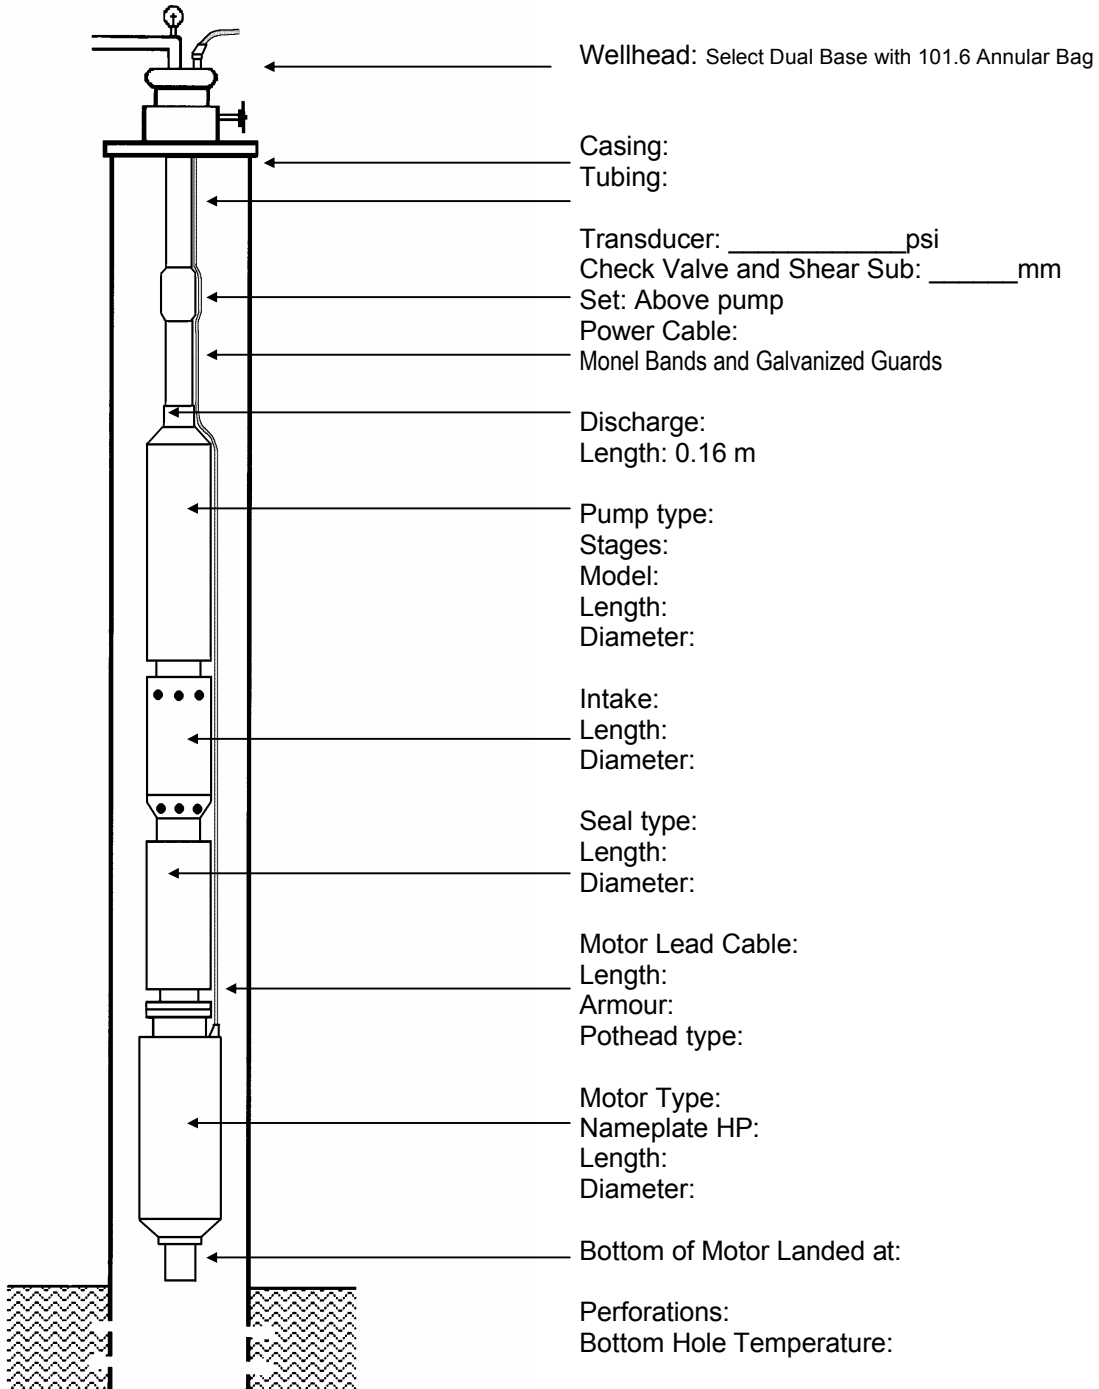 Wellhead: Select Dual Base with 101.6 Annular Bag
Casing:
Tubing:
Transducer: ____________psi
Check Valve and Shear Sub: ______mm
Set: Above pump
Power Cable:
Monel Bands and Galvanized Guards
Discharge:
Length: 0.16 m
Pump type:
Stages:
Model:
Length:
Diameter:
Intake:
Length:
Diameter:
Seal type:
Length:
Diameter:
Motor Lead Cable:
Length:
Armour:
Pothead type:
Motor Type:
Nameplate HP:
Length:
Diameter:
Bottom of Motor Landed at:
Perforations:
Bottom Hole Temperature: